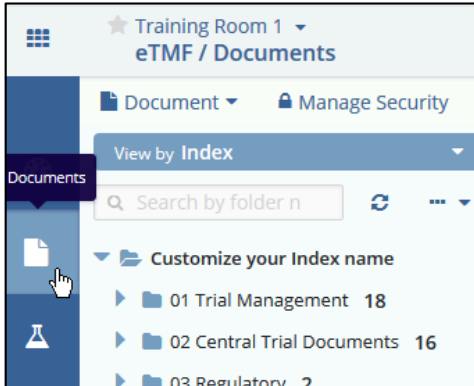 Training Room 1
eTMF / Documents
Document
Manage Security
View by Index
Documents
Search by folder n
Customize your Index name
01 Trial Management 18
02 Central Trial Documents 16
03 Regulatory 2